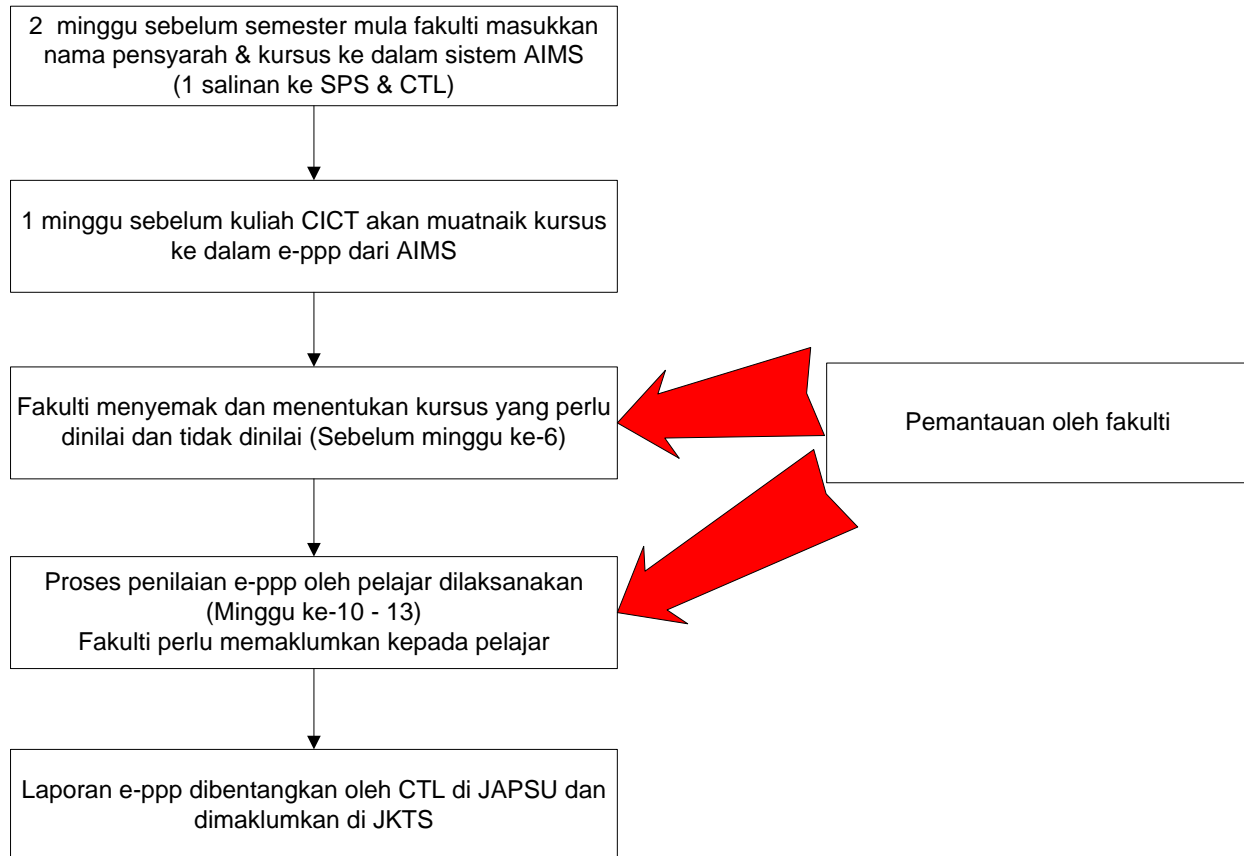 2  minggu sebelum semester mula fakulti masukkan
nama pensyarah & kursus ke dalam sistem AIMS
(1 salinan ke SPS & CTL)
1 minggu sebelum kuliah CICT akan muatnaik kursus
ke dalam e-ppp dari AIMS
Fakulti menyemak dan menentukan kursus yang perlu
dinilai dan tidak dinilai (Sebelum minggu ke-6)
Pemantauan oleh fakulti
Proses penilaian e-ppp oleh pelajar dilaksanakan
(Minggu ke-10 - 13)
Fakulti perlu memaklumkan kepada pelajar
Laporan e-ppp dibentangkan oleh CTL di JAPSU dan
dimaklumkan di JKTS